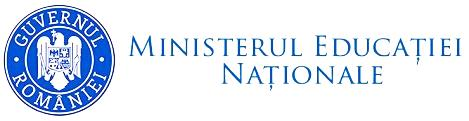 GUVERNUL ROMÂNIEI
MINISTERUL EDUCAȚIEI
NAȚIONALE